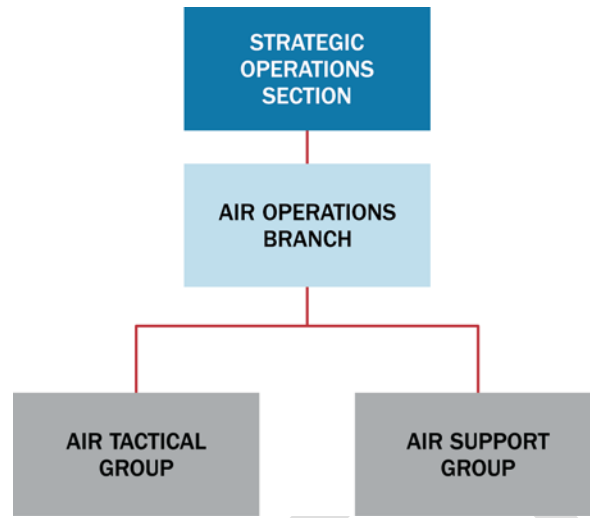 STRATEGIC
OPERATIONS
SECTION
AIR OPERATIONS
BRANCH
AIR TACTICAL
GROUP
AIR SUPPORT
GROUP